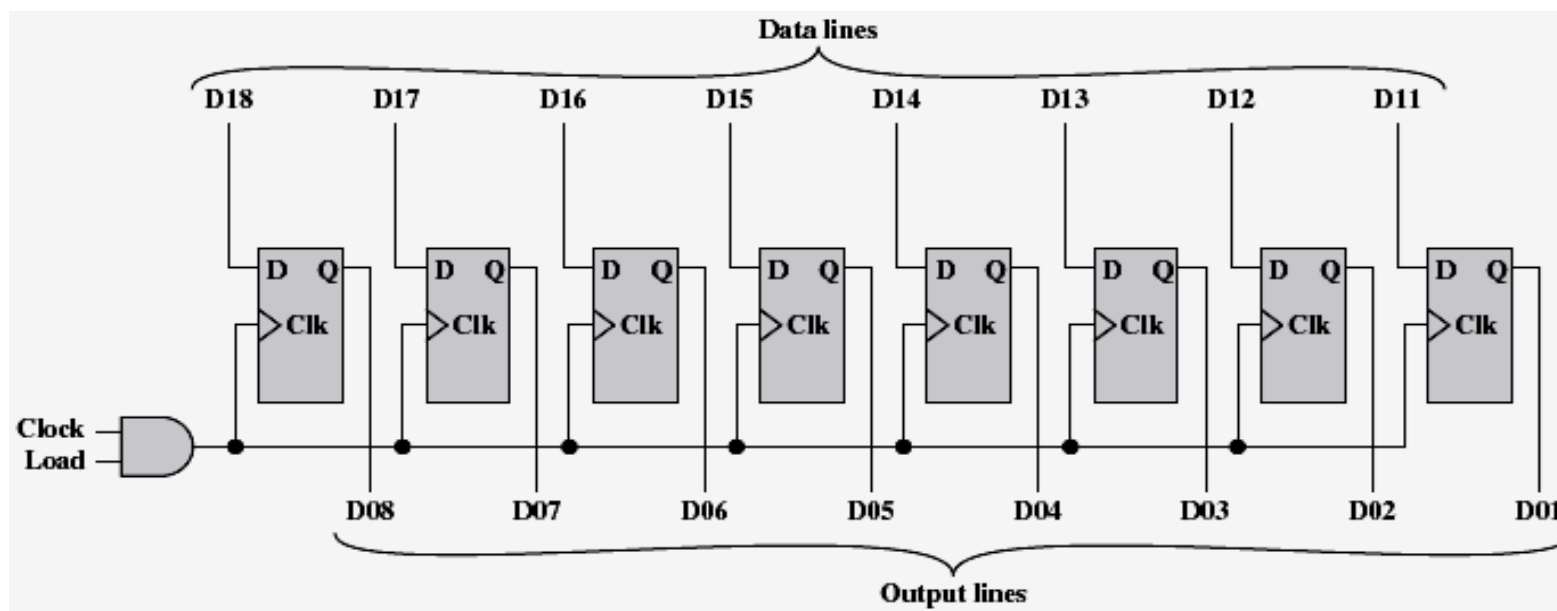 Data lines
D18 D17 D16 D15 D14 D13 D12 D11
D Q D Q D Q D Q D Q D Q D Q D Q
Clk Clk Clk Clk Clk Clk Clk Clk
Clock
Load
D08 D07 D06 D05 D04 D03 D02 D01
Output lines